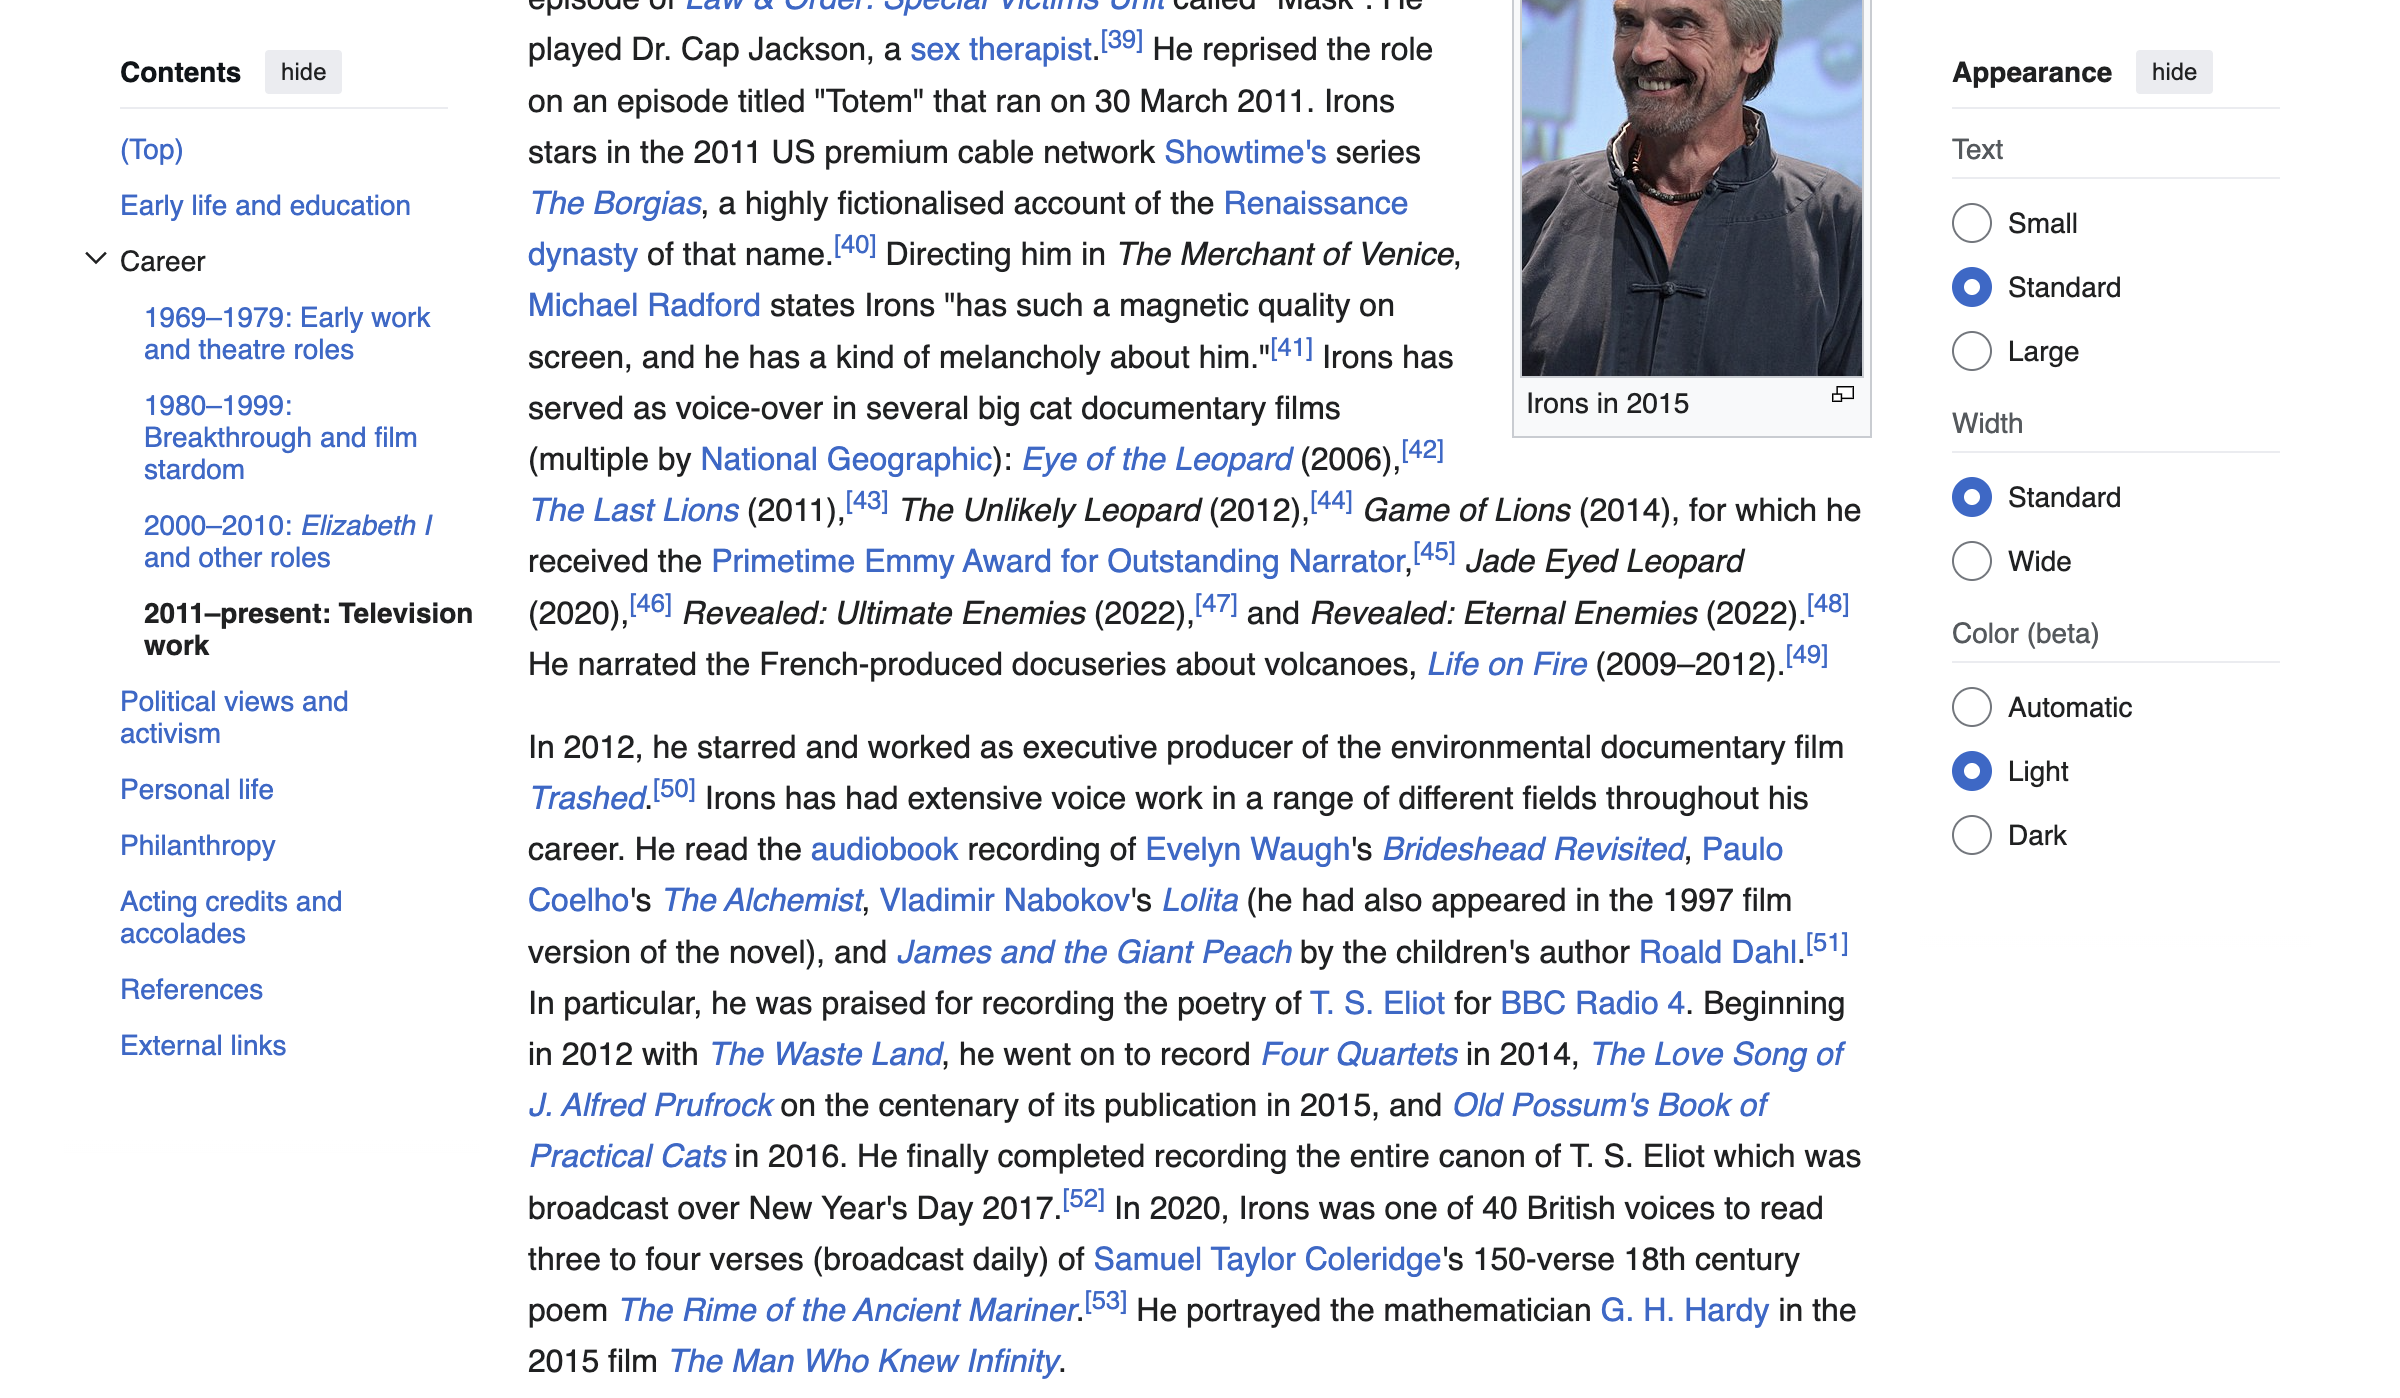 episode of Law & Order: Special Victims Unit called "Mask". He
Contents hide
(Top)
Early life and education
Career
1969–1979: Early work
and theatre roles
1980–1999:
Breakthrough and film
stardom
2000–2010: Elizabeth I
and other roles
2011–present: Television
work
Political views and
activism
Personal life
Philanthropy
Acting credits and
accolades
References
External links
played Dr. Cap Jackson, a sex therapist.[39] He reprised the role
on an episode titled "Totem" that ran on 30 March 2011. Irons
stars in the 2011 US premium cable network Showtime's series
The Borgias, a highly fictionalised account of the Renaissance
dynasty of that name.[40] Directing him in The Merchant of Venice,
Michael Radford states Irons "has such a magnetic quality on
screen, and he has a kind of melancholy about him."[41] Irons has
served as voice-over in several big cat documentary films
(multiple by National Geographic): Eye of the Leopard (2006),[42]
The Last Lions (2011),[43] The Unlikely Leopard (2012),[44] Game of Lions (2014), for which he
received the Primetime Emmy Award for Outstanding Narrator,[45] Jade Eyed Leopard
(2020),[46] Revealed: Ultimate Enemies (2022),[47] and Revealed: Eternal Enemies (2022).[48]
He narrated the French-produced docuseries about volcanoes, Life on Fire (2009–2012).[49]
In 2012, he starred and worked as executive producer of the environmental documentary film
Trashed.[50] Irons has had extensive voice work in a range of different fields throughout his
career. He read the audiobook recording of Evelyn Waugh's Brideshead Revisited, Paulo
Coelho's The Alchemist, Vladimir Nabokov's Lolita (he had also appeared in the 1997 film
version of the novel), and James and the Giant Peach by the children's author Roald Dahl.[51]
In particular, he was praised for recording the poetry of T. S. Eliot for BBC Radio 4. Beginning
in 2012 with The Waste Land, he went on to record Four Quartets in 2014, The Love Song of
J. Alfred Prufrock on the centenary of its publication in 2015, and Old Possum's Book of
Practical Cats in 2016. He finally completed recording the entire canon of T. S. Eliot which was
broadcast over New Year's Day 2017.[52] In 2020, Irons was one of 40 British voices to read
three to four verses (broadcast daily) of Samuel Taylor Coleridge's 150-verse 18th century
poem The Rime of the Ancient Mariner.[53] He portrayed the mathematician G. H. Hardy in the
2015 film The Man Who Knew Infinity.
Irons in 2015
Appearance hide
Text
Small
Standard
Large
Width
Standard
Wide
Color (beta)
Automatic
Light
Dark